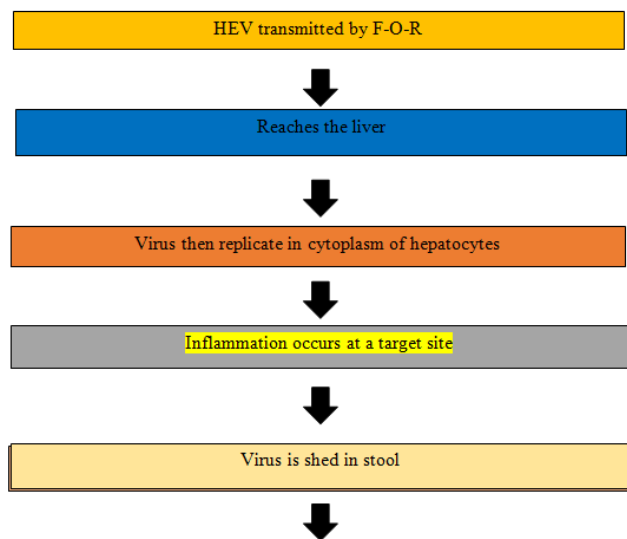 HEV transmitted by F-O-R
Reaches the liver
Virus then replicate in cytoplasm of hepatocytes
Inflammation occurs at a target site
Virus is shed in stool